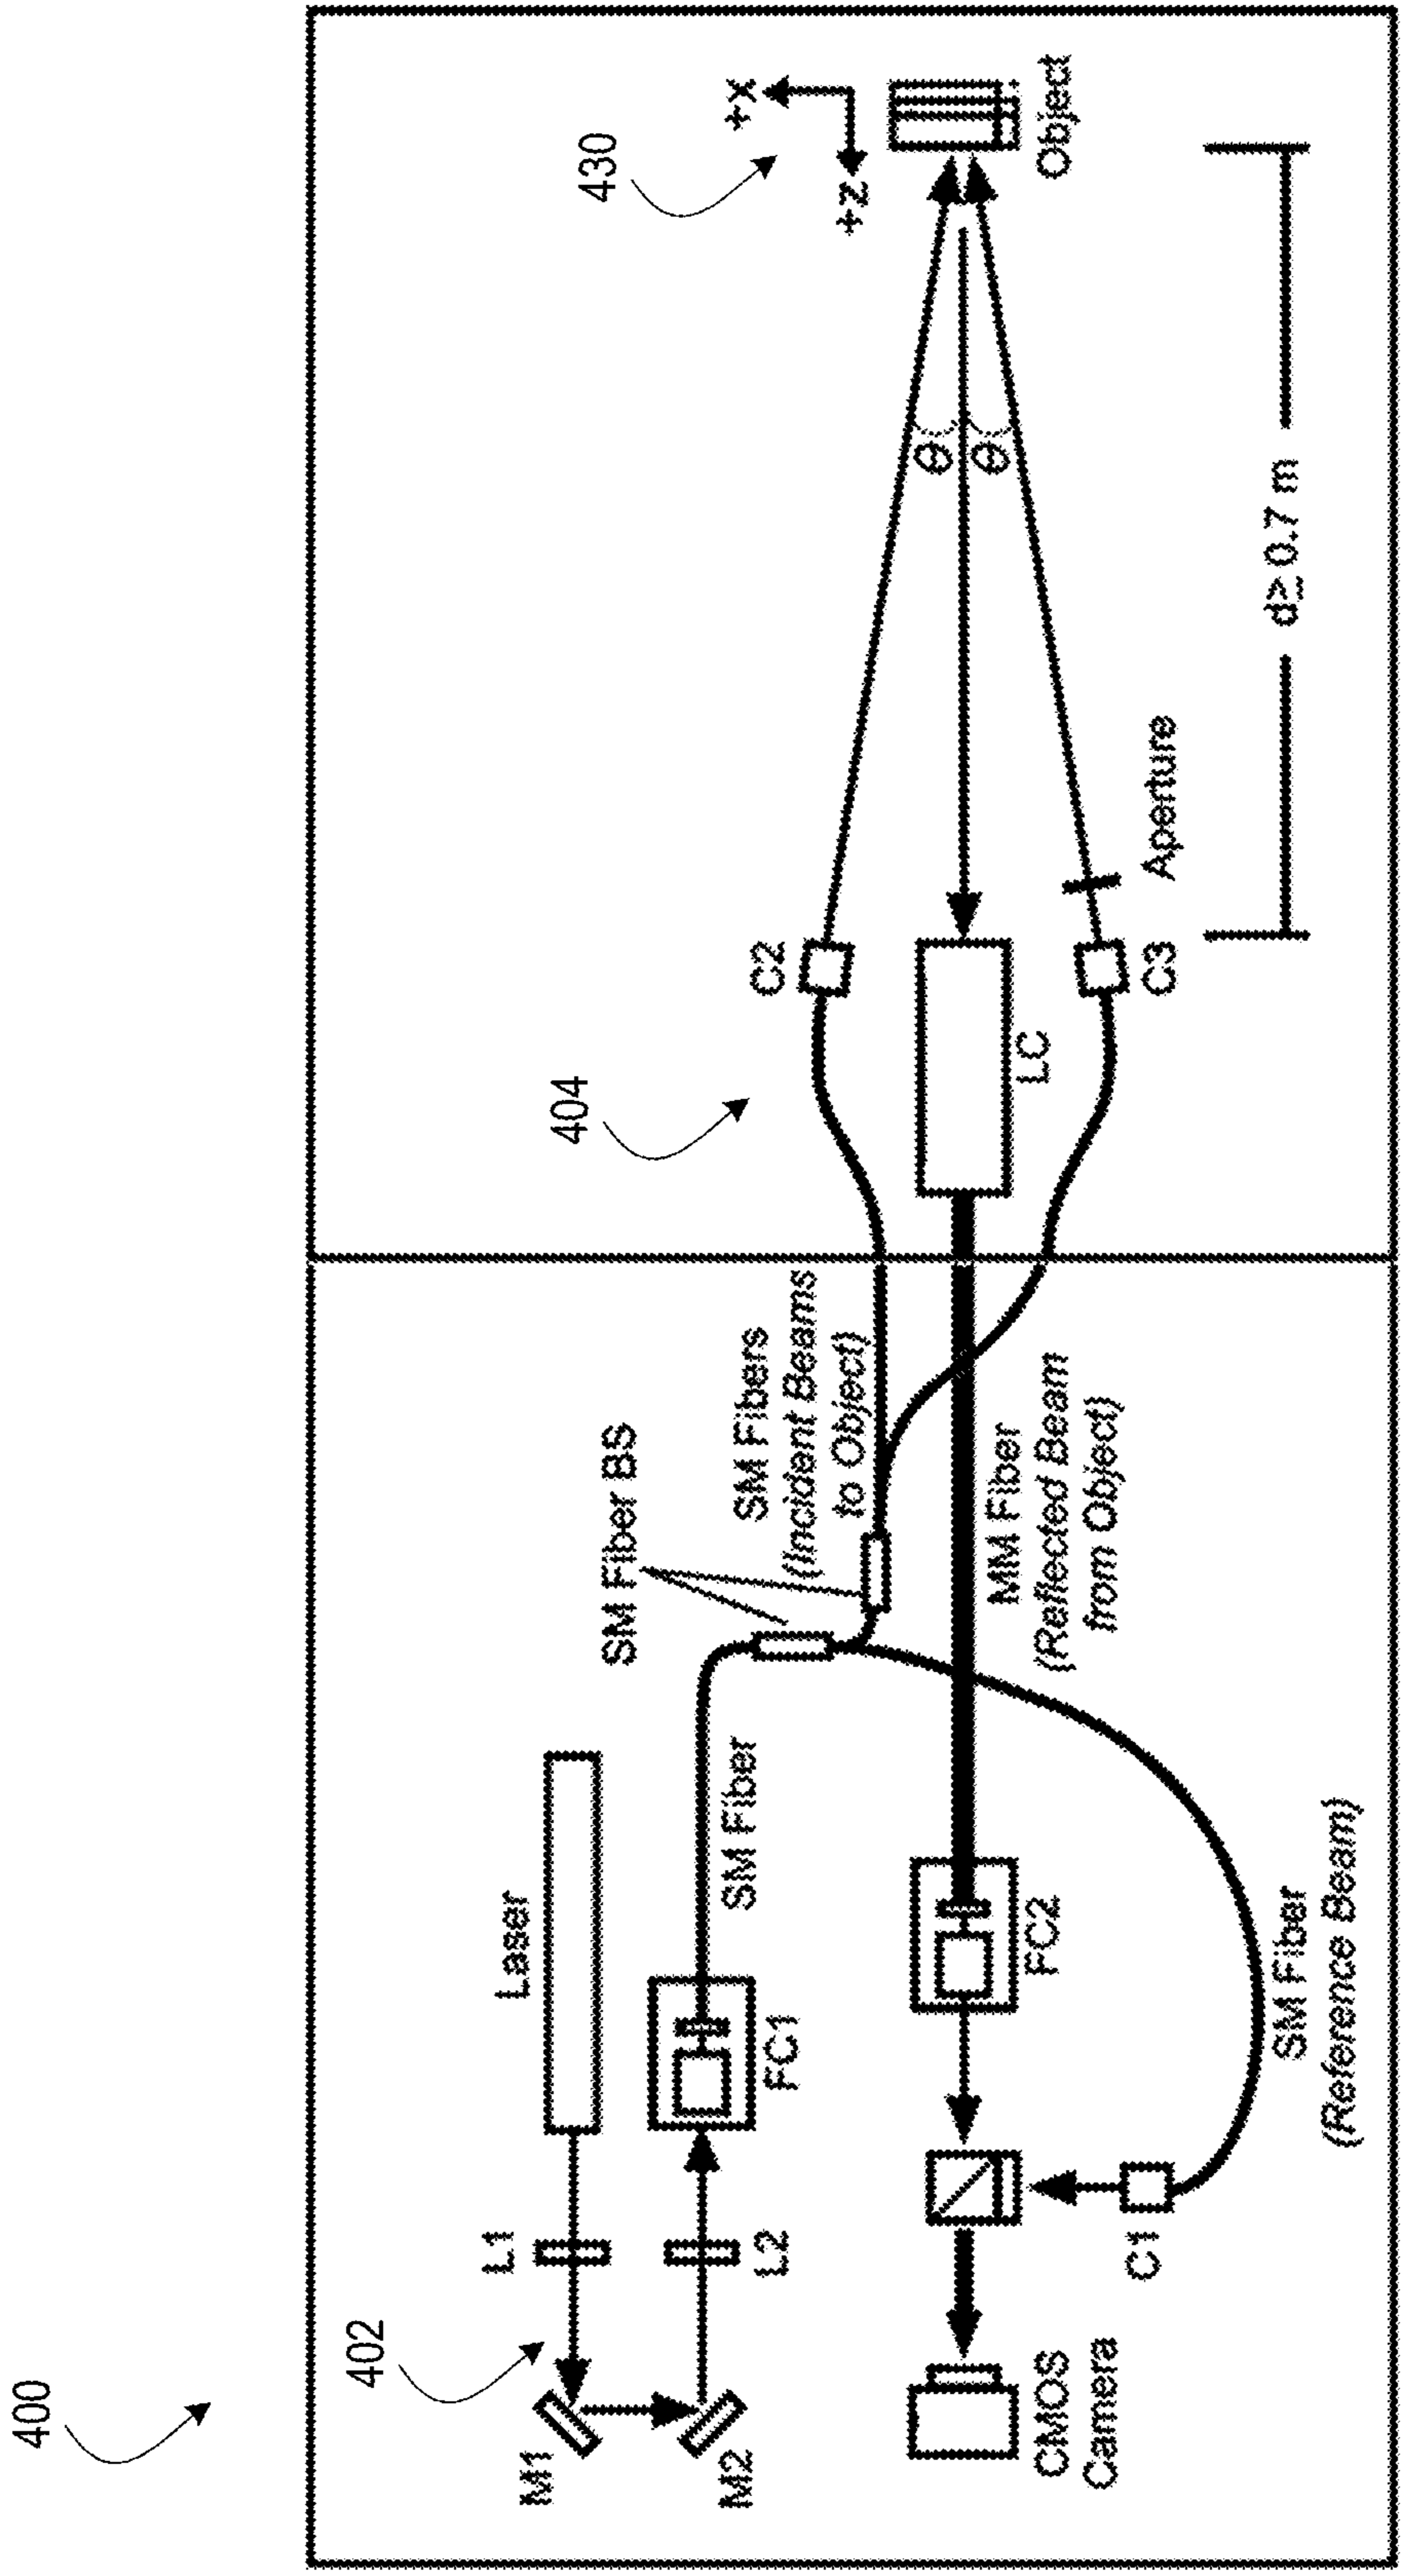 400
402
404
430
Laser
L1
M1
M2
L2
FC1
SM Fiber
SM Fiber BS
SM Fibers
(Incident Beams
to Object)
MM Fiber
(Reflected Beam
from Object)
FC2
CMOS
Camera
C1
SM Fiber
(Reference Beam)
C2
LC
C3
Aperture
θ
θ
d≥0.7 m
+X
+Z
Object